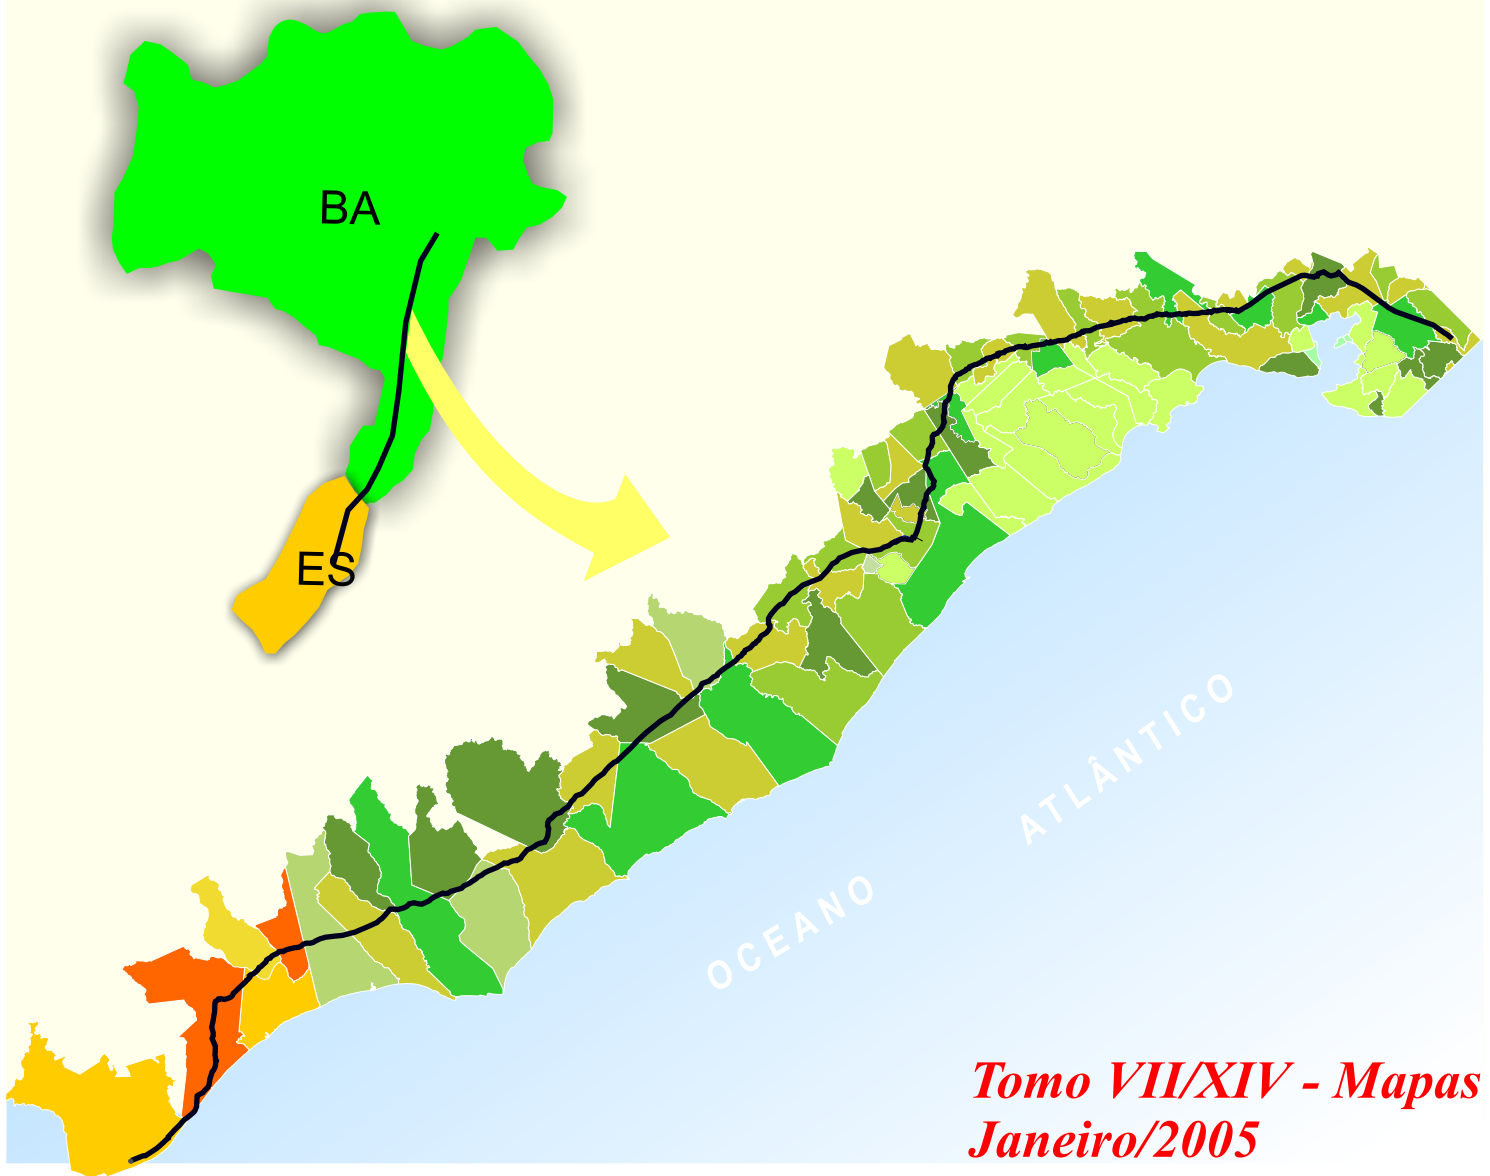 BA
ES
OCEANO ATLÂNTICO
Tomo VII/XIV - Mapas
Janeiro/2005